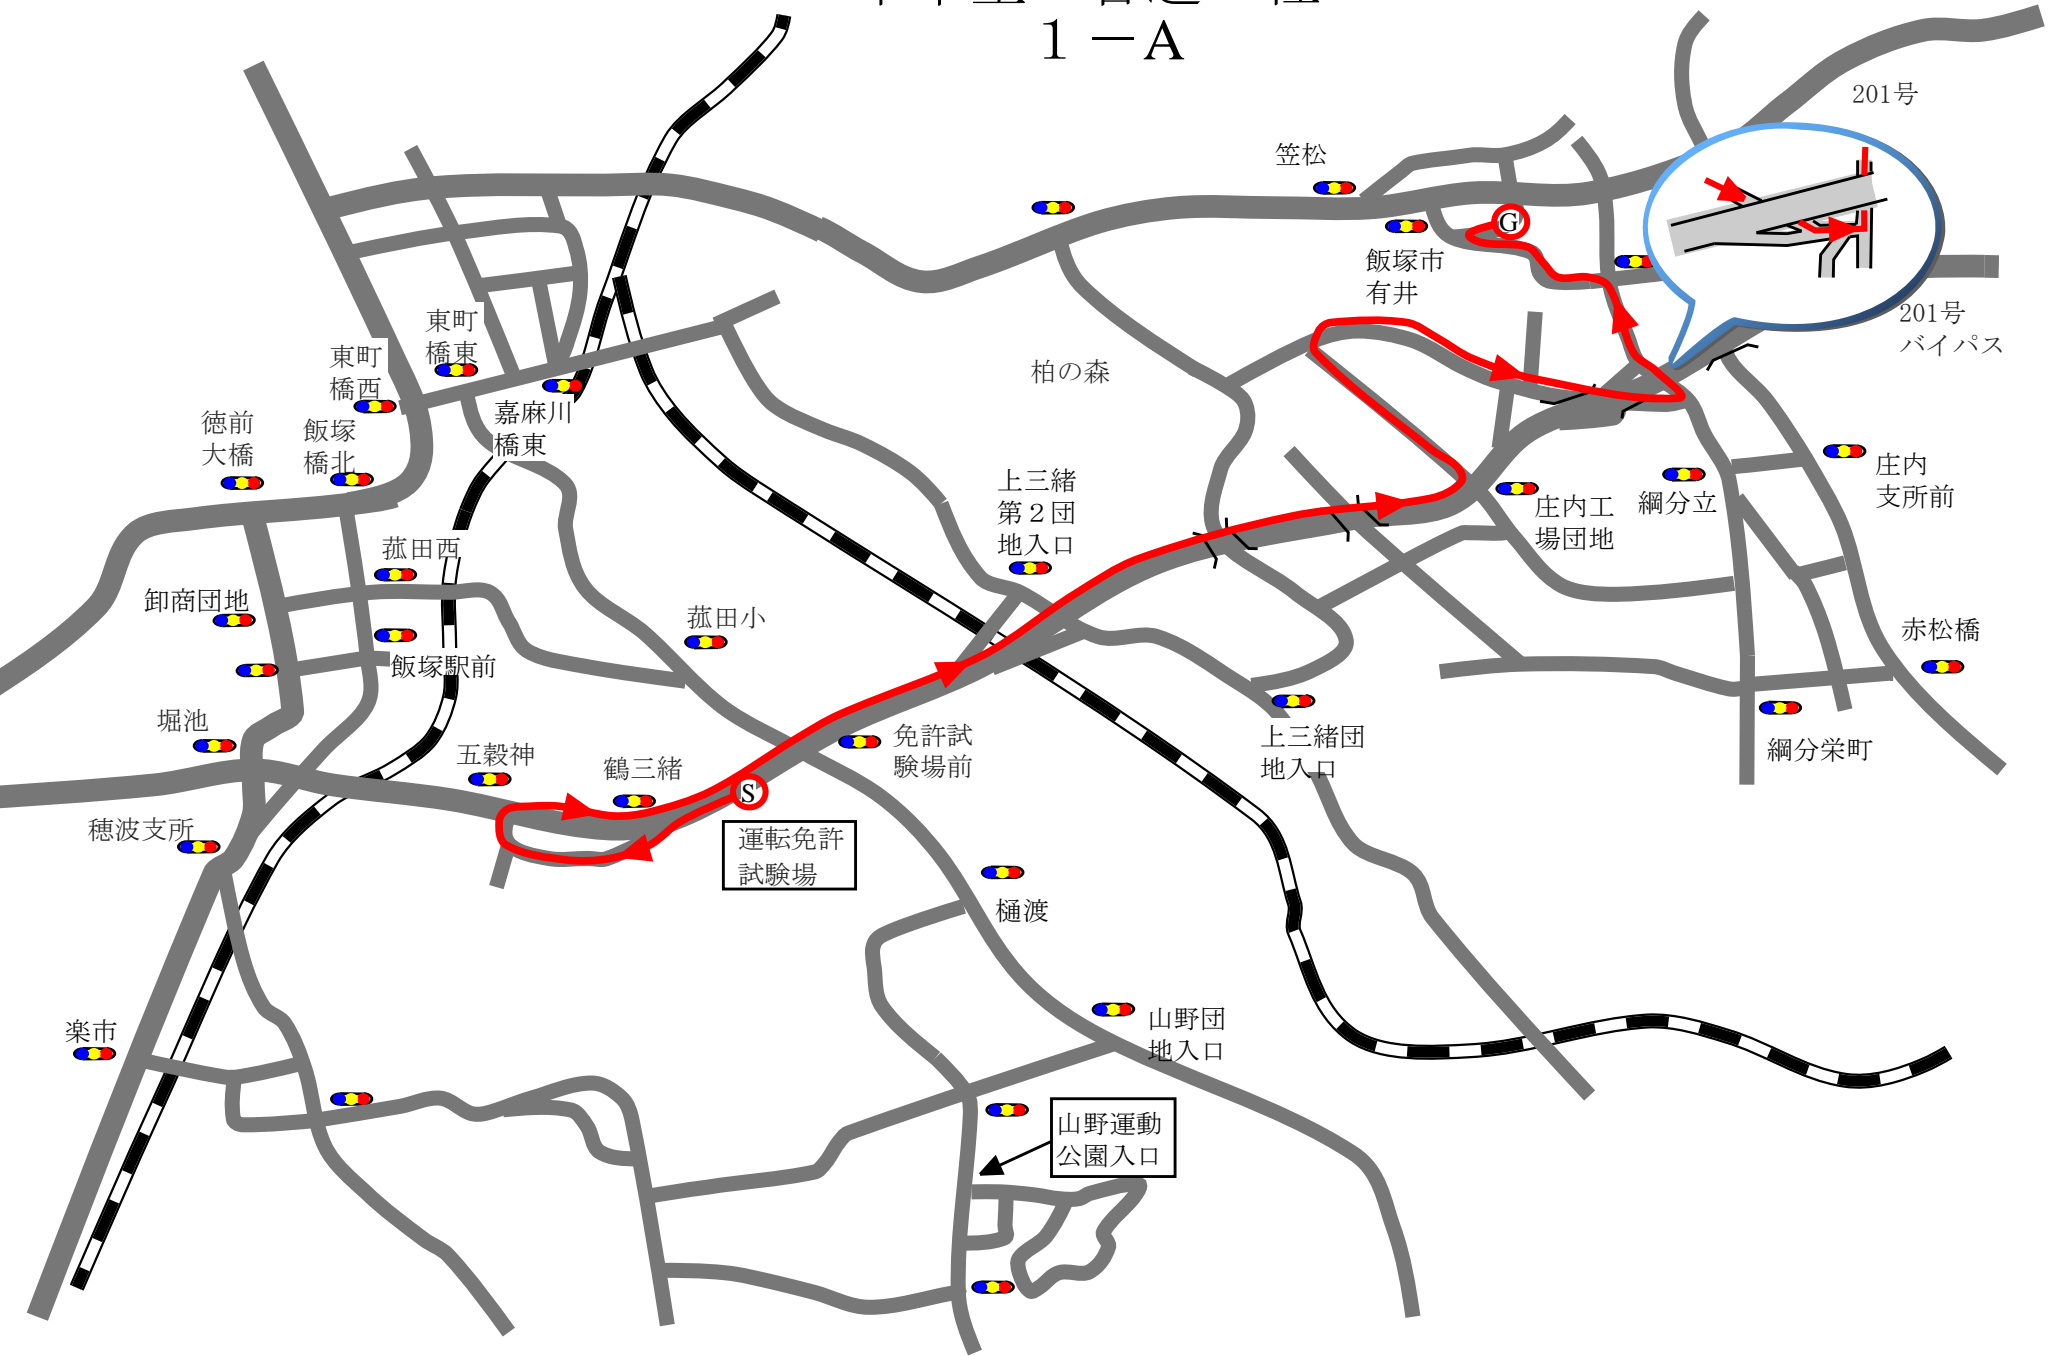 1－A
201号
笠松
飯塚市
有井
G
201号
バイパス
東町
橋東
東町
橋西
嘉麻川
橋東
柏の森
徳前
大橋
飯塚
橋北
上三緒
第２団
地入口
庄内工
場団地
綱分立
庄内
支所前
菰田西
卸商団地
菰田小
飯塚駅前
赤松橋
堀池
五穀神
鶴三緒
免許試
験場前
上三緒団
地入口
綱分栄町
S
穂波支所
運転免許
試験場
樋渡
楽市
山野団
地入口
山野運動
公園入口